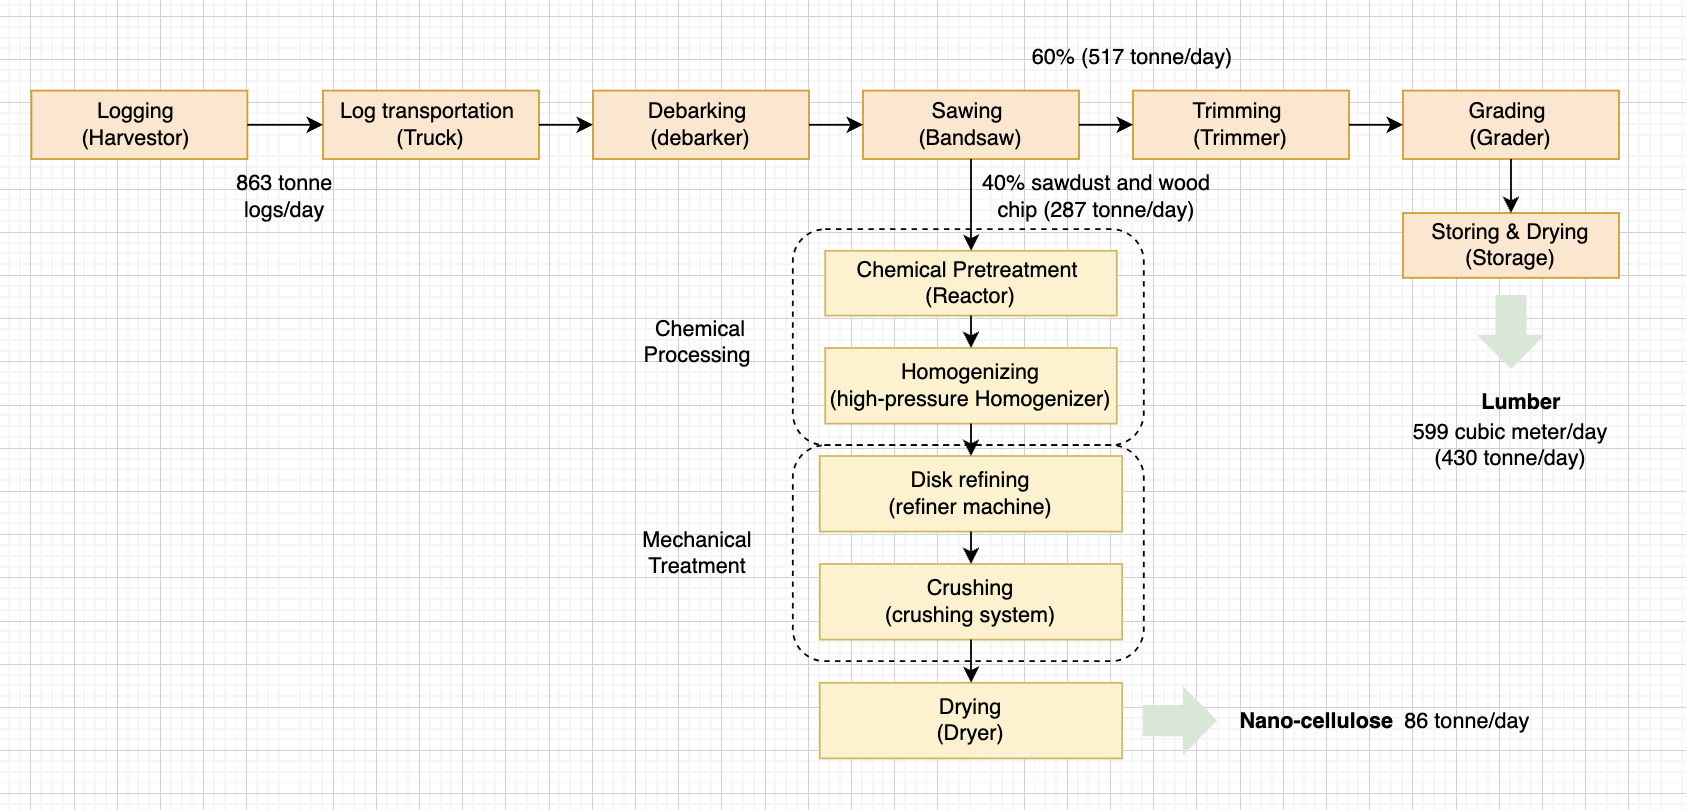 60% (517 tonne/day)
Logging
(Harvestor)
Log transportation
(Truck)
Debarking
(debarker)
Sawing
(Bandsaw)
Trimming
(Trimmer)
Grading
(Grader)
863 tonne
logs/day
40% sawdust and wood
chip (287 tonne/day)
Storing & Drying
(Storage)
Chemical Pretreatment
(Reactor)
Chemical
Processing
Homogenizing
(high-pressure Homogenizer)
Lumber
599 cubic meter/day
(430 tonne/day)
Disk refining
(refiner machine)
Mechanical
Treatment
Crushing
(crushing system)
Drying
(Dryer)
Nano-cellulose 86 tonne/day